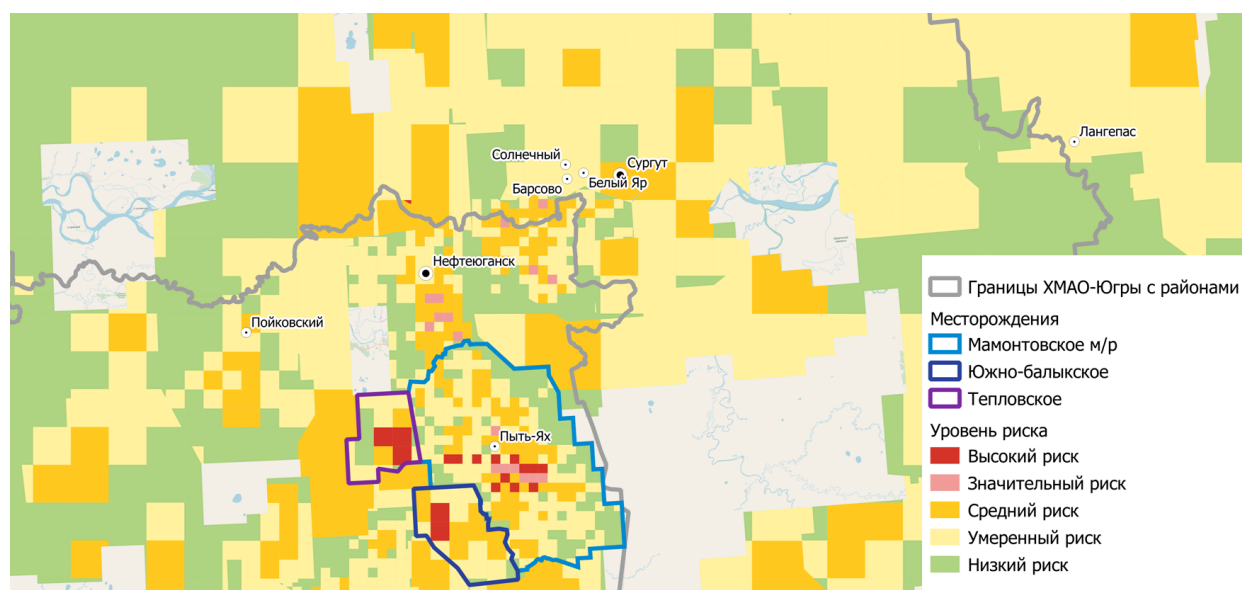 Лангепас
Солнечный
Сургут
Барсово
Белый Яр
Нефтеюганск
Пойковский
Пыть-Ях
Границы ХМАО-Югры с районами
Месторождения
Мамонтовское м/р
Южно-балыкское
Тепловское
Уровень риска
Высокий риск
Значительный риск
Средний риск
Умеренный риск
Низкий риск